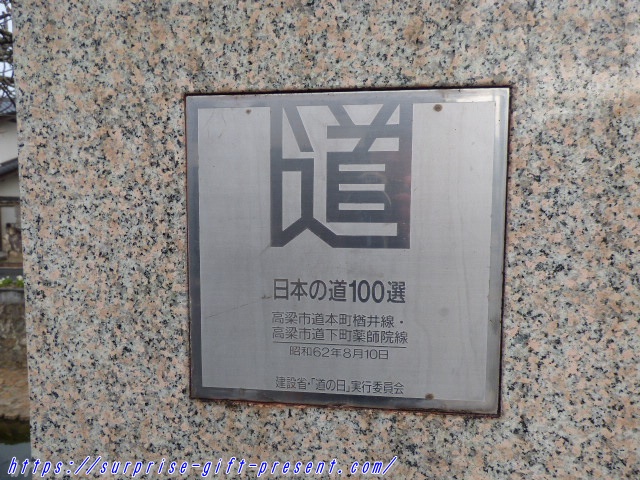 道
日本の道100選
高梁市道本町楢井線・
高梁市道下町薬師院線
昭和62年8月10日
建設省・「道の日」実行委員会
https://surprise-gift-present.com/